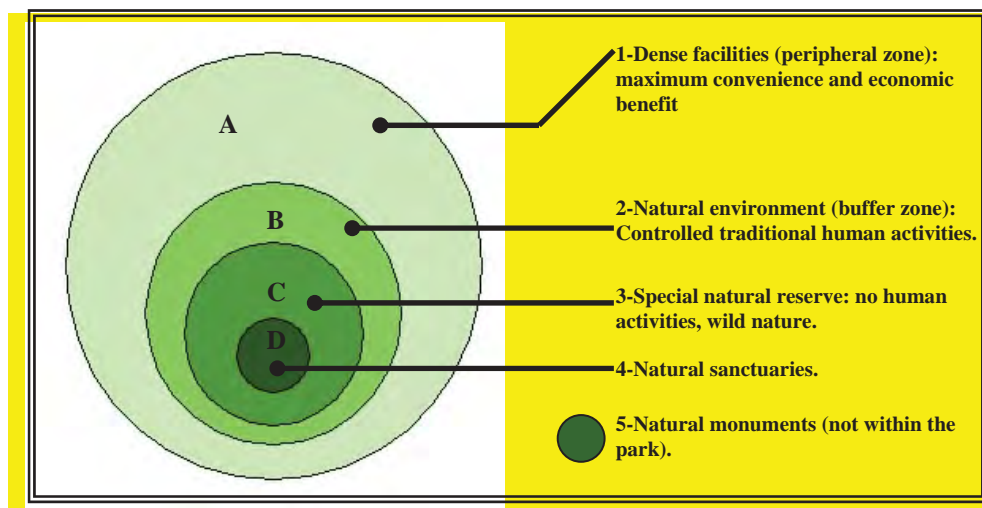 1-Dense facilities (peripheral zone):
maximum convenience and economic
benefit
A
B
2-Natural environment (buffer zone):
Controlled traditional human activities.
C
3-Special natural reserve: no human
activities, wild nature.
D
4-Natural sanctuaries.
5-Natural monuments (not within the
park).